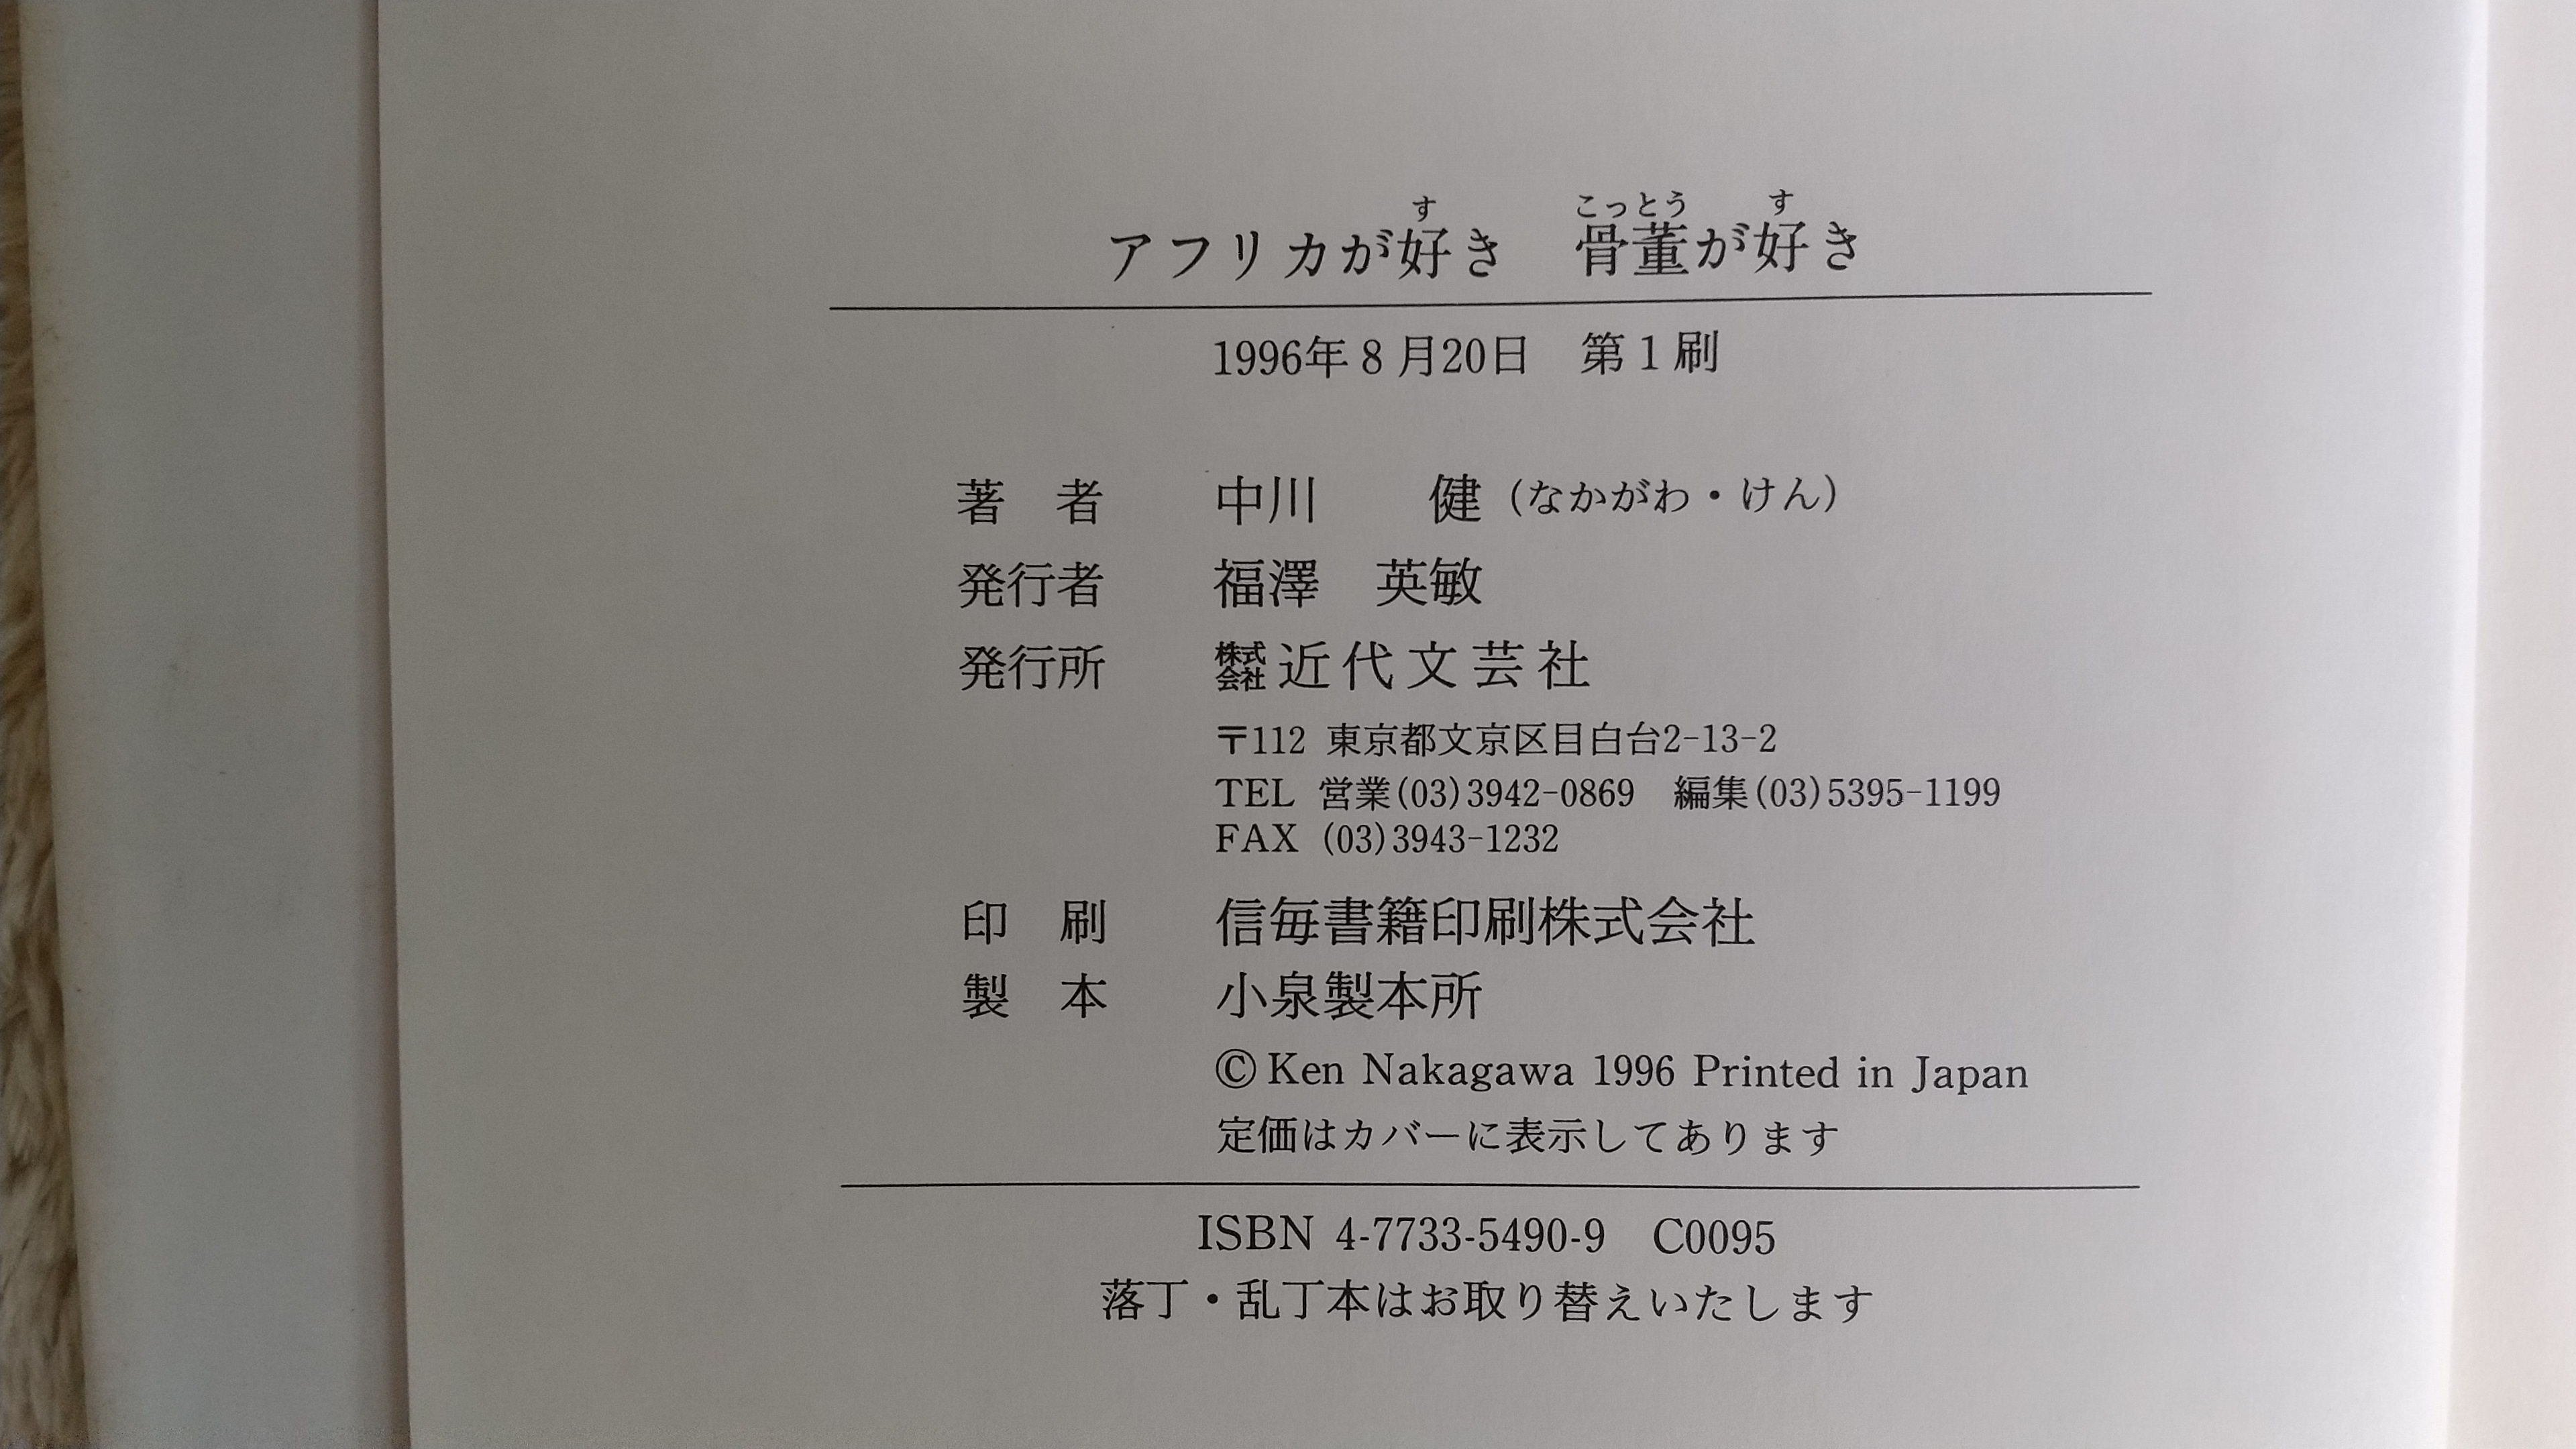 アフリカが好き　骨董が好き
1996年8月20日　第1刷
著　者　中川　健（なかがわ・けん）
発行者　福澤　英敏
発行所　株式会社近代文芸社
〒112 東京都文京区目白台2-13-2
TEL 営業(03)3942-0869　編集(03)5395-1199
FAX (03)3943-1232
印　刷　信毎書籍印刷株式会社
製　本　小泉製本所
© Ken Nakagawa 1996 Printed in Japan
定価はカバーに表示してあります
ISBN 4-7733-5490-9　C0095
落丁・乱丁本はお取り替えいたします